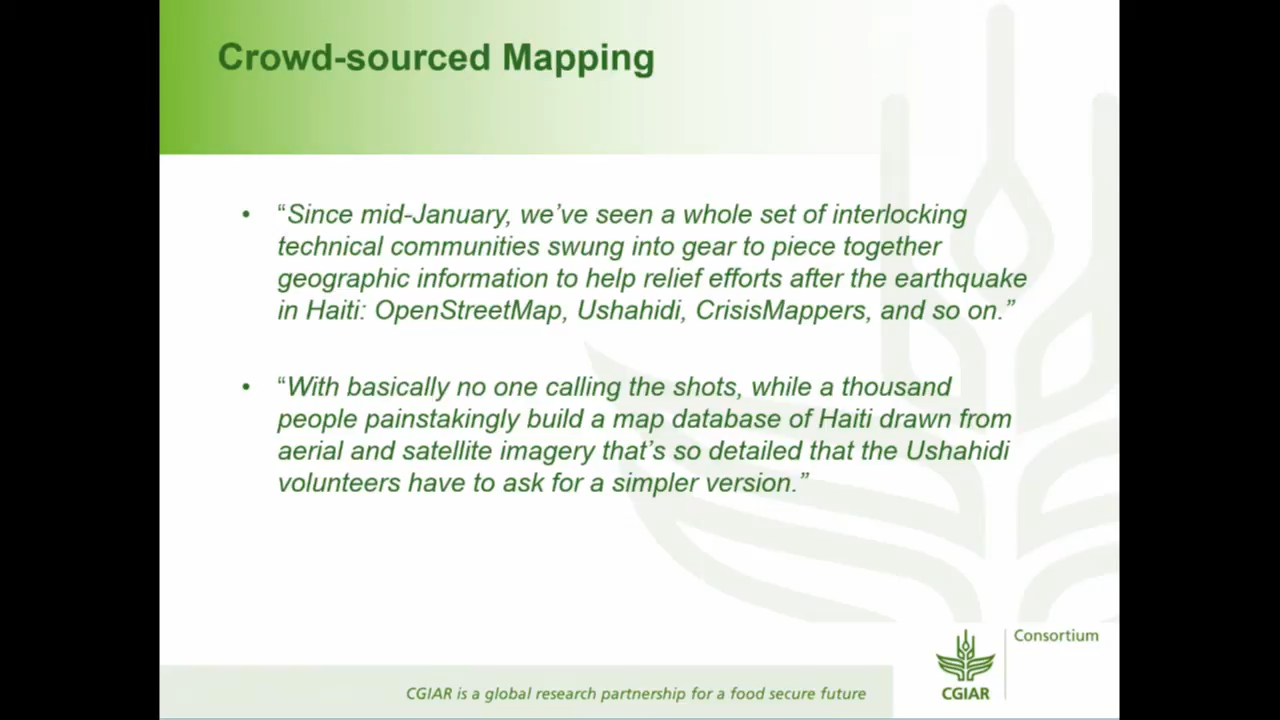 Crowd-sourced Mapping
• “Since mid-January, we’ve seen a whole set of interlocking
technical communities swung into gear to piece together
geographic information to help relief efforts after the earthquake
in Haiti: OpenStreetMap, Ushahidi, CrisisMappers, and so on.”
• “With basically no one calling the shots, while a thousand
people painstakingly build a map database of Haiti drawn from
aerial and satellite imagery that’s so detailed that the Ushahidi
volunteers have to ask for a simpler version.”
Consortium
CGIAR is a global research partnership for a food secure future
CGIAR